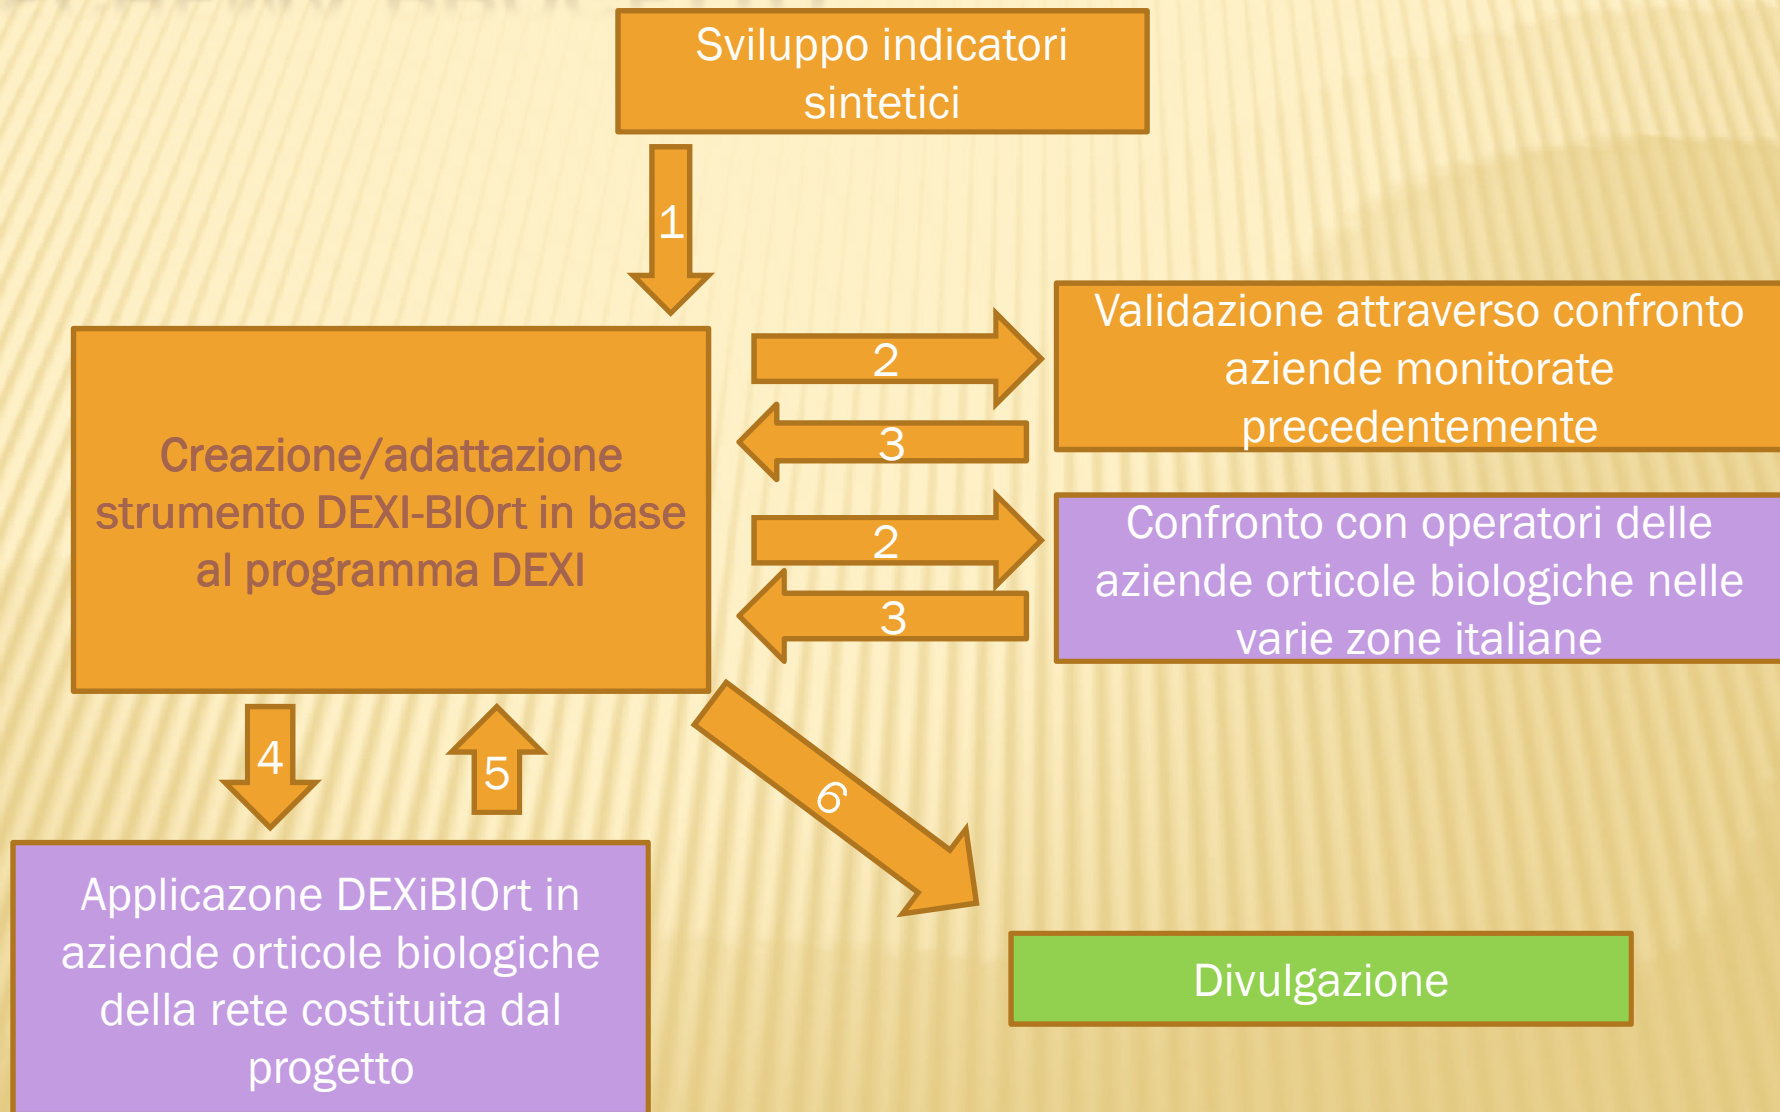 Sviluppo indicatori
sintetici
1
Validazione attraverso confronto
aziende monitorate
precedentemente
2
3
Creazione/adattazione
strumento DEXI-BIOrt in base
al programma DEXI
2
3
Confronto con operatori delle
aziende orticole biologiche nelle
varie zone italiane
4
5
6
Applicazone DEXiBIOrt in
aziende orticole biologiche
della rete costituita dal
progetto
Divulgazione